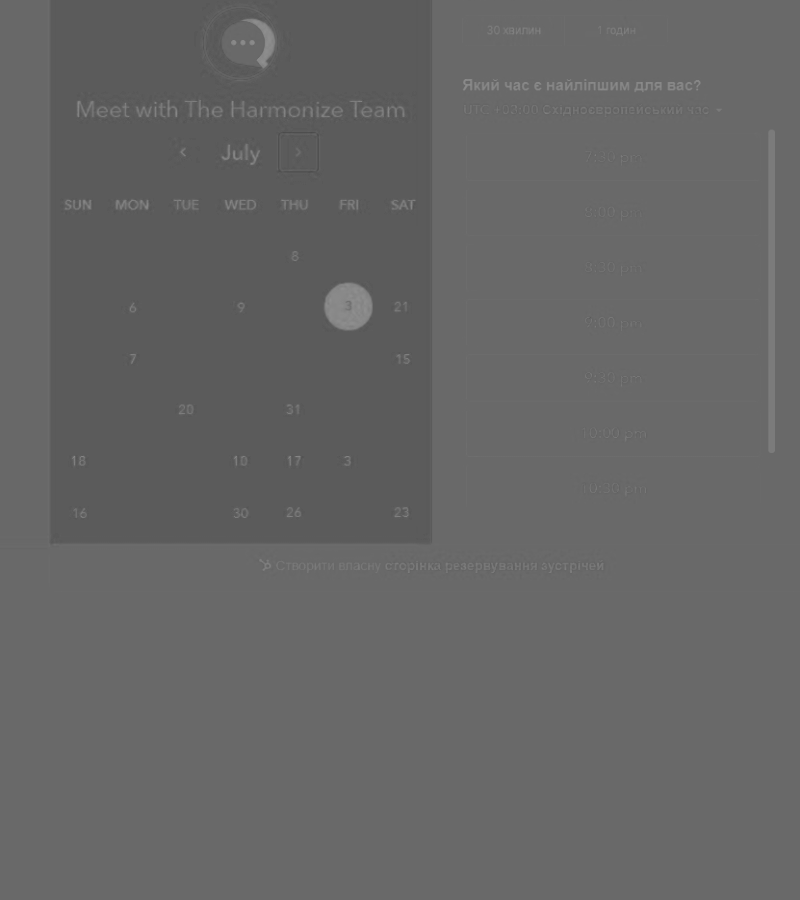 Meet with The Harmonize Team
July
SUN MON TUE WED THU FRI SAT
8
6 9 3 21
7 15
20 31
18 10 17 3
16 30 26 23
30 хвилин 1 годин
Який час є найліпшим для вас?
UTC +03:00 Східноєвропейський час
7:30 pm
8:00 pm
8:30 pm
9:00 pm
9:30 pm
10:00 pm
10:30 pm
Створити власну сторінка резервування зустрічей